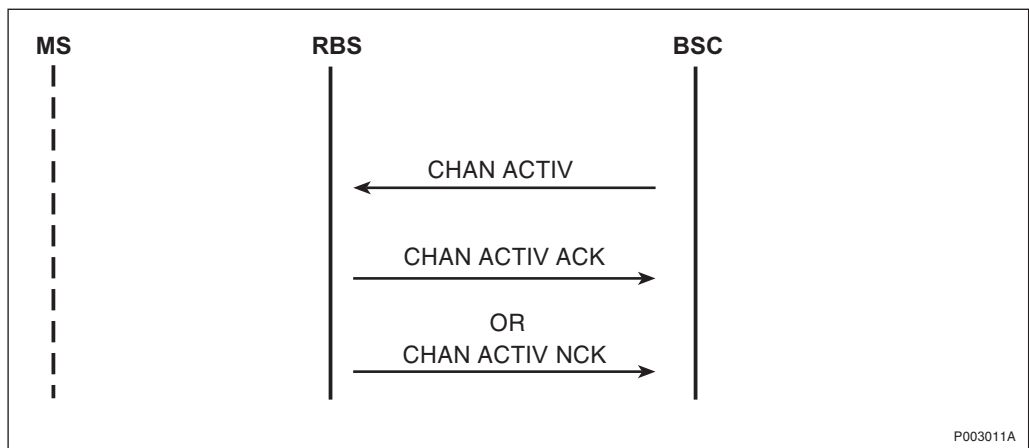 MS
RBS
BSC
CHAN ACTIV
CHAN ACTIV ACK
OR
CHAN ACTIV NCK
P003011A